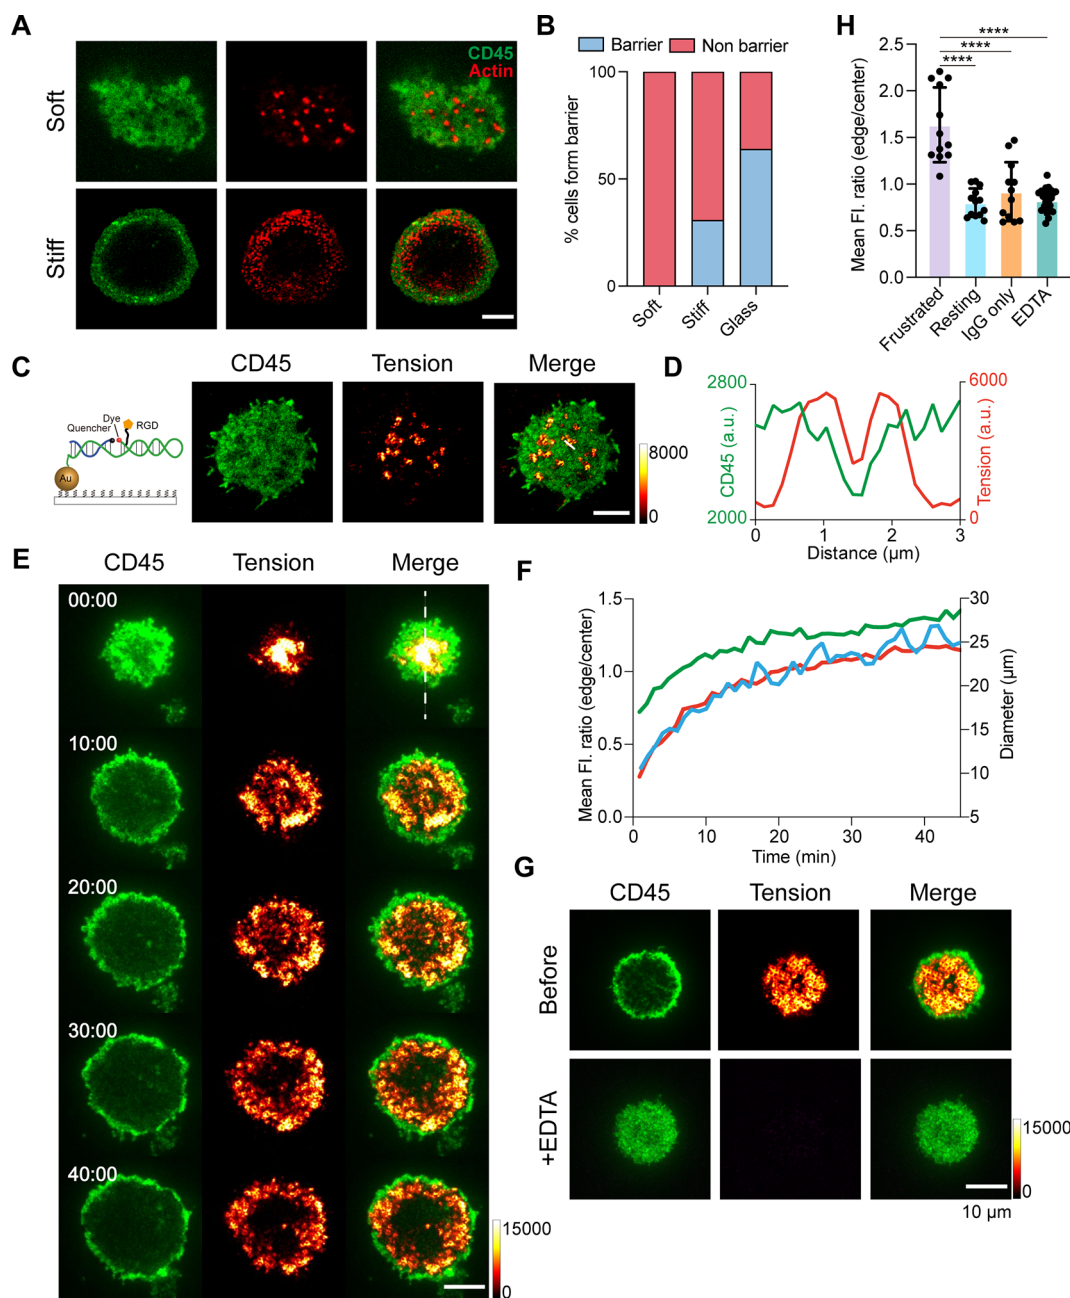 A
CD45
Actin
Soft
Stiff
B
Barrier
Non barrier
% cells form barrier
100
50
0
Soft
Stiff
Glass
H
****
****
****
Mean Fl. ratio (edge/center)
2.5
2.0
1.5
1.0
0.5
0.0
Frustrated
Resting
IgG only
EDTA
C
Quencher
Dye
RGD
Au
CD45
Tension
Merge
8000
0
D
2800
2000
CD45 (a.u.)
6000
0
Tension (a.u.)
0
1
2
3
Distance (µm)
E
CD45
Tension
Merge
00:00
10:00
20:00
30:00
40:00
15000
0
F
Mean Fl. ratio (edge/center)
1.5
1.0
0.5
0.0
30
25
20
15
10
5
Diameter (µm)
0
10
20
30
40
Time (min)
G
CD45
Tension
Merge
Before
+EDTA
15000
0
10 µm